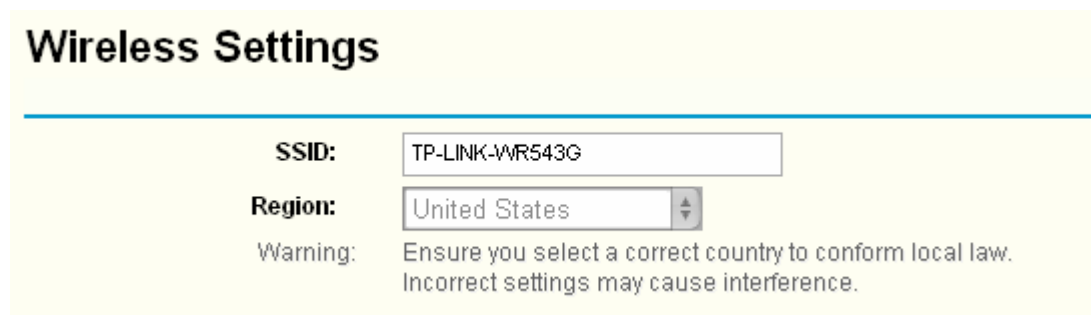 Wireless Settings
SSID: TP-LINK-WR543G
Region: United States
Warning: Ensure you select a correct country to conform local law.
Incorrect settings may cause interference.